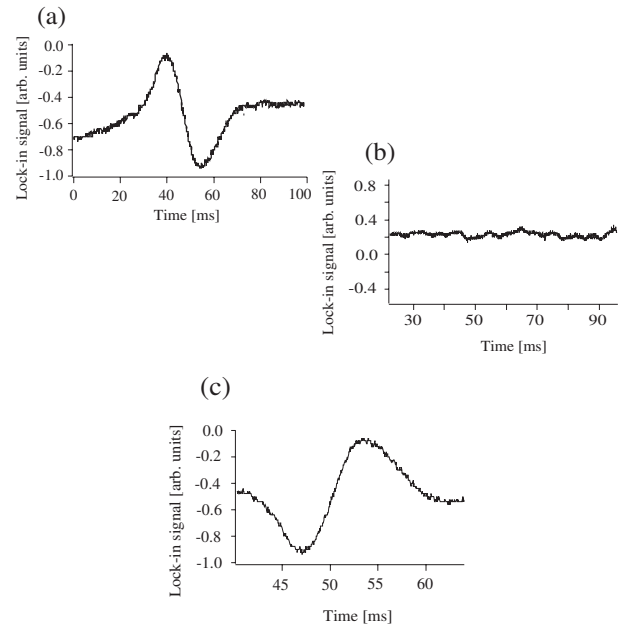 (a)
Lock-in signal [arb. units]
0.0
-0.2
-0.4
-0.6
-0.8
-1.0
0 20 40 60 80 100
Time [ms]
(b)
Lock-in signal [arb. units]
0.8
0.4
0.0
-0.4
30 50 70 90
Time [ms]
(c)
Lock-in signal [arb. units]
0.0
-0.2
-0.4
-0.6
-0.8
-1.0
45 50 55 60
Time [ms]